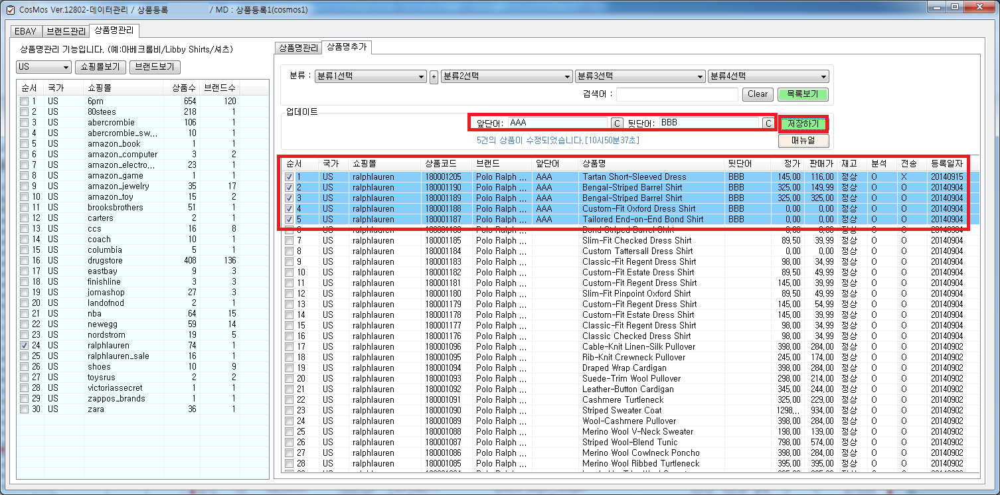 CosMos Ver.12802-데이터관리 / 상품등록 / MD : 상품등록1(cosmos1)
EBAY 브랜드관리 상품명관리
상품명관리 기능입니다. (예:아베크롬비/Libby Shirts/셔츠)
US 쇼핑몰보기 브랜드보기
순서 국가 쇼핑몰 상품수 브랜드수
1 US 6pm 654 120
2 US 80stees 218 1
3 US abercrombie 106 1
4 US abercrombie_sw... 10 1
5 US amazon_book 1 1
6 US amazon_computer 3 2
7 US amazon_electro... 23 1
8 US amazon_game 1 1
9 US amazon_jewelry 35 17
10 US amazon_toy 15 2
11 US brooksbrothers 51 1
12 US carters 2 1
13 US ccs 16 8
14 US coach 10 1
15 US columbia 5 1
16 US drugstore 408 136
17 US eastbay 9 3
18 US finishline 3 3
19 US jomashop 27 3
20 US landofnod 2 1
21 US nba 64 15
22 US newegg 59 14
23 US nordstrom 19 5
24 US ralphlauren 74 1
25 US ralphlauren_sale 16 1
26 US shoes 10 9
27 US toysrus 2 2
28 US victoriassecret 1 1
29 US zappos_brands 1 1
30 US zara 36 1
상품명관리 상품명추가
분류 : 분류1선택 + 분류2선택 분류3선택 분류4선택
검색어 : Clear 목록보기
업데이트
앞단어: AAA C 뒷단어: BBB C 저장하기
5건의 상품이 수정되었습니다.[10시50분37초] 매뉴얼
순서 국가 쇼핑몰 상품코드 브랜드 앞단어 상품명 뒷단어 정가 판매가 재고 분석 전송 등록일자
1 US ralphlauren 180001205 Polo Ralph ... AAA Tartan Short-Sleeved Dress BBB 145,00 116,00 정상 O X 20140915
2 US ralphlauren 180001190 Polo Ralph ... AAA Bengal-Striped Barrel Shirt BBB 325,00 149,99 정상 O O 20140904
3 US ralphlauren 180001189 Polo Ralph ... AAA Bengal-Striped Barrel Shirt BBB 325,00 325,00 정상 O O 20140904
4 US ralphlauren 180001188 Polo Ralph ... AAA Custom-Fit Oxford Dress Shirt BBB 0,00 0,00 정상 O O 20140904
5 US ralphlauren 180001187 Polo Ralph ... AAA Tailored End-on-End Bond Shirt BBB 0,00 0,00 정상 O O 20140904
7 US ralphlauren 180001185 Polo Ralph ... Slim-Fit Checked Dress Shirt 89,50 39,99 정상 O O 20140904
8 US ralphlauren 180001184 Polo Ralph ... Custom Tattersall Dress Shirt 0,00 0,00 정상 O O 20140904
9 US ralphlauren 180001183 Polo Ralph ... Classic-Fit Regent Dress Shirt 98,00 34,99 정상 O O 20140904
10 US ralphlauren 180001182 Polo Ralph ... Custom-Fit Estate Dress Shirt 89,50 49,99 정상 O O 20140904
11 US ralphlauren 180001181 Polo Ralph ... Custom-Fit Regent Dress Shirt 145,00 39,99 정상 O O 20140904
12 US ralphlauren 180001180 Polo Ralph ... Slim-Fit Pinpoint Oxford Shirt 89,50 49,99 정상 O O 20140904
13 US ralphlauren 180001179 Polo Ralph ... Custom-Fit Regent Dress Shirt 145,00 54,99 정상 O O 20140904
14 US ralphlauren 180001178 Polo Ralph ... Custom-Fit Estate Dress Shirt 145,00 39,99 정상 O O 20140904
15 US ralphlauren 180001177 Polo Ralph ... Classic-Fit Regent Dress Shirt 98,00 34,99 정상 O O 20140904
16 US ralphlauren 180001176 Polo Ralph ... Classic Checked Dress Shirt 98,00 34,99 정상 O O 20140904
17 US ralphlauren 180001096 Polo Ralph ... Cable-Knit Linen-Silk Pullover 398,00 284,00 정상 O O 20140902
18 US ralphlauren 180001095 Polo Ralph ... Rib-Knit Crewneck Pullover 245,00 174,00 정상 O O 20140902
19 US ralphlauren 180001094 Polo Ralph ... Draped Wrap Cardigan 398,00 284,00 정상 O O 20140902
20 US ralphlauren 180001093 Polo Ralph ... Suede-Trim Wool Pullover 298,00 214,00 정상 O O 20140902
21 US ralphlauren 180001092 Polo Ralph ... Leather-Button Cardigan 345,00 244,00 정상 O O 20140902
22 US ralphlauren 180001091 Polo Ralph ... Cashmere Turtleneck 325,00 229,00 정상 O O 20140902
23 US ralphlauren 180001090 Polo Ralph ... Striped Sweater Coat 1298,.. 934,00 정상 O O 20140902
24 US ralphlauren 180001089 Polo Ralph ... Wool-Cashmere Pullover 398,00 284,00 정상 O O 20140902
25 US ralphlauren 180001088 Polo Ralph ... Merino Wool V-Neck Sweater 198,00 139,00 정상 O O 20140902
26 US ralphlauren 180001087 Polo Ralph ... Striped Wool-Blend Tunic 798,00 574,00 정상 O O 20140902
27 US ralphlauren 180001086 Polo Ralph ... Merino Wool Cowlneck Poncho 398,00 284,00 정상 O O 20140902
28 US ralphlauren 180001085 Polo Ralph ... Merino Wool Ribbed Turtleneck 395,00 395,00 정상 O O 20140902